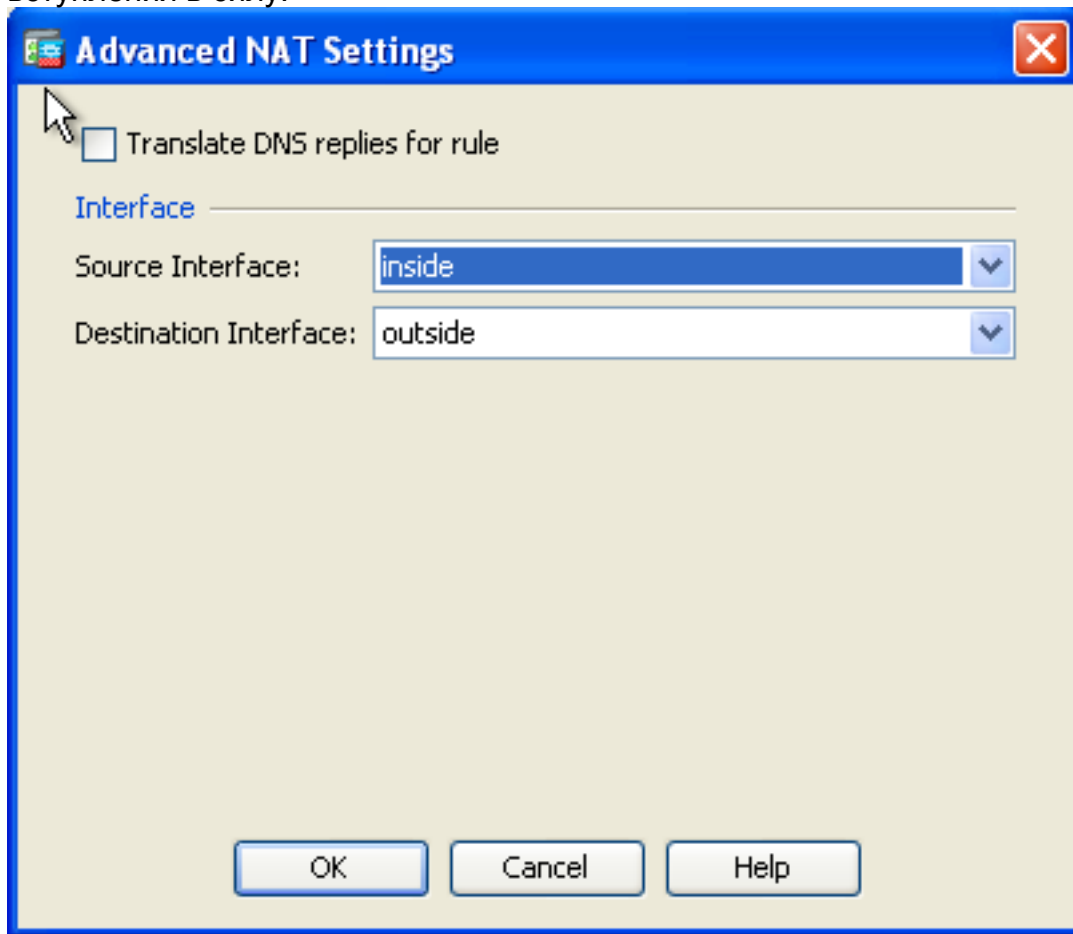 Advanced NAT Settings
Translate DNS replies for rule
Interface
Source Interface: inside
Destination Interface: outside
OK Cancel Help